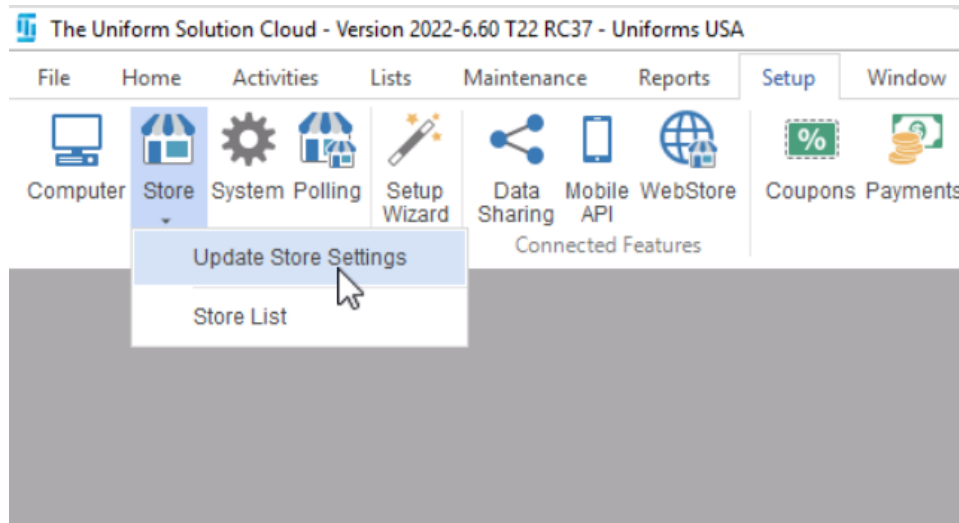 The Uniform Solution Cloud - Version 2022-6.60 T22 RC37 - Uniforms USA
File Home Activities Lists Maintenance Reports Setup Window
Computer Store System Polling Setup Data Mobile WebStore Coupons Payments
Wizard Sharing API
Connected Features
%
Update Store Settings
Store List